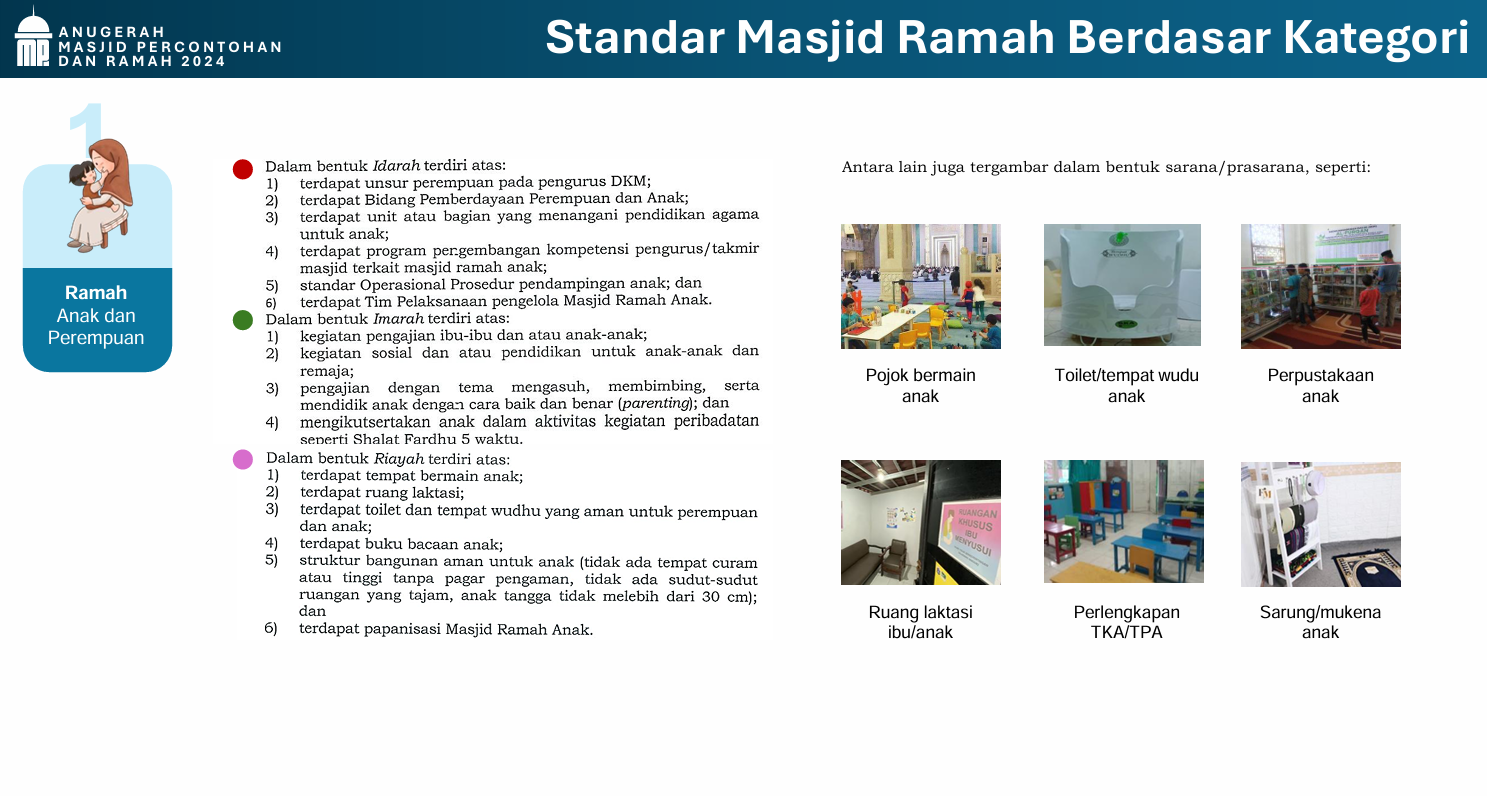 ANUGERAH
MASJID PERCONTOHAN
DAN RAMAH 2024
Standar Masjid Ramah Berdasar Kategori
1
Ramah
Anak dan
Perempuan
Dalam bentuk Idarah terdiri atas:
1) terdapat unsur perempuan pada pengurus DKM;
2) terdapat Bidang Pemberdayaan Perempuan dan Anak;
3) terdapat unit atau bagian yang menangani pendidikan agama
untuk anak;
4) terdapat program pengembangan kompetensi pengurus/takmir
masjid terkait masjid ramah anak;
5) standar Operasional Prosedur pendampingan anak; dan
6) terdapat Tim Pelaksanaan pengelola Masjid Ramah Anak.
Dalam bentuk Imarah terdiri atas:
1) kegiatan pengajian ibu-ibu dan atau anak-anak;
2) kegiatan sosial dan atau pendidikan untuk anak-anak dan
remaja;
3) pengajian dengan tema mengasuh, membimbing, serta
mendidik anak dengan cara baik dan benar (parenting); dan
4) mengikutsertakan anak dalam aktivitas kegiatan peribadatan
seperti Shalat Fardhu 5 waktu.
Dalam bentuk Riayah terdiri atas:
1) terdapat tempat bermain anak;
2) terdapat ruang laktasi;
3) terdapat toilet dan tempat wudhu yang aman untuk perempuan
dan anak;
4) terdapat buku bacaan anak;
5) struktur bangunan aman untuk anak (tidak ada tempat curam
atau tinggi tanpa pagar pengaman, tidak ada sudut-sudut
ruangan yang tajam, anak tangga tidak melebih dari 30 cm);
dan
6) terdapat papanisasi Masjid Ramah Anak.
Antara lain juga tergambar dalam bentuk sarana/prasarana, seperti:
Pojok bermain
anak
Toilet/tempat wudu
anak
Perpustakaan
anak
RUANGAN
KHUSUS
IBU
MENYUSUI
Ruang laktasi
ibu/anak
Perlengkapan
TKA/TPA
Sarung/mukena
anak